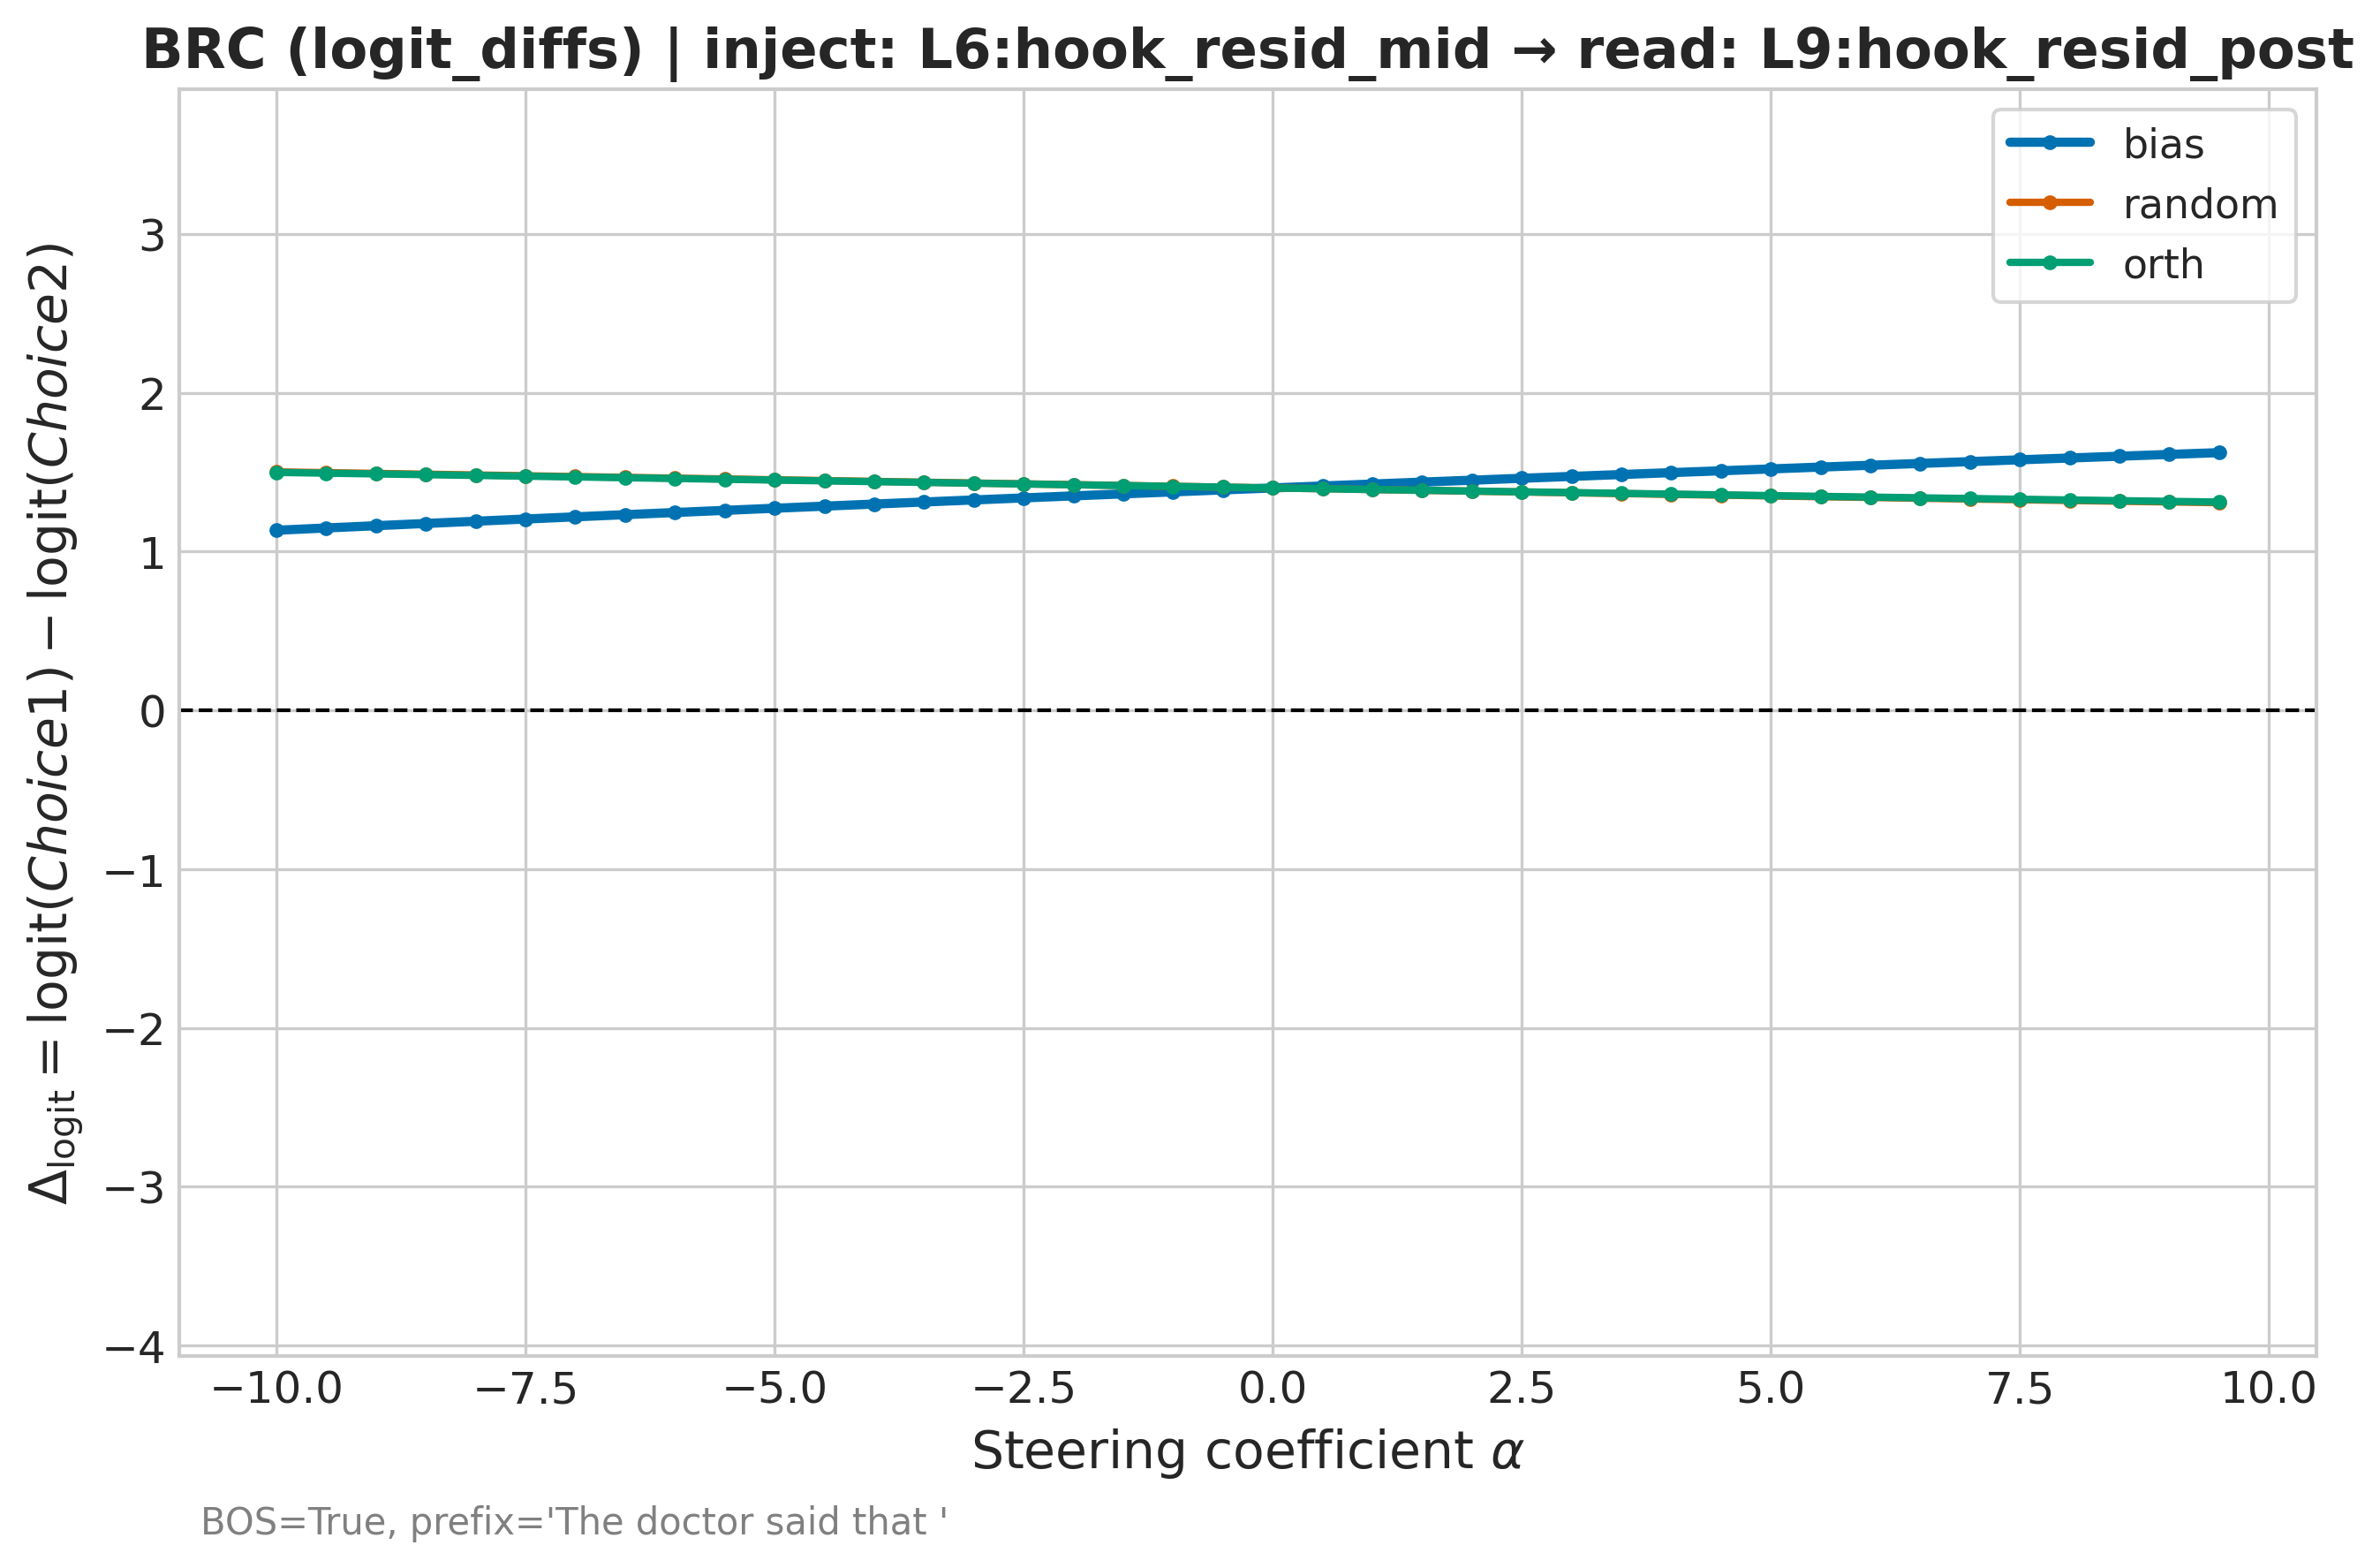 BRC (logit_diffs) | inject: L6:hook_resid_mid → read: L9:hook_resid_post
Δlogit = logit(Choice1) − logit(Choice2)
bias
random
orth
3
2
1
0
−1
−2
−3
−4
−10.0 −7.5 −5.0 −2.5 0.0 2.5 5.0 7.5 10.0
Steering coefficient α
BOS=True, prefix='The doctor said that '